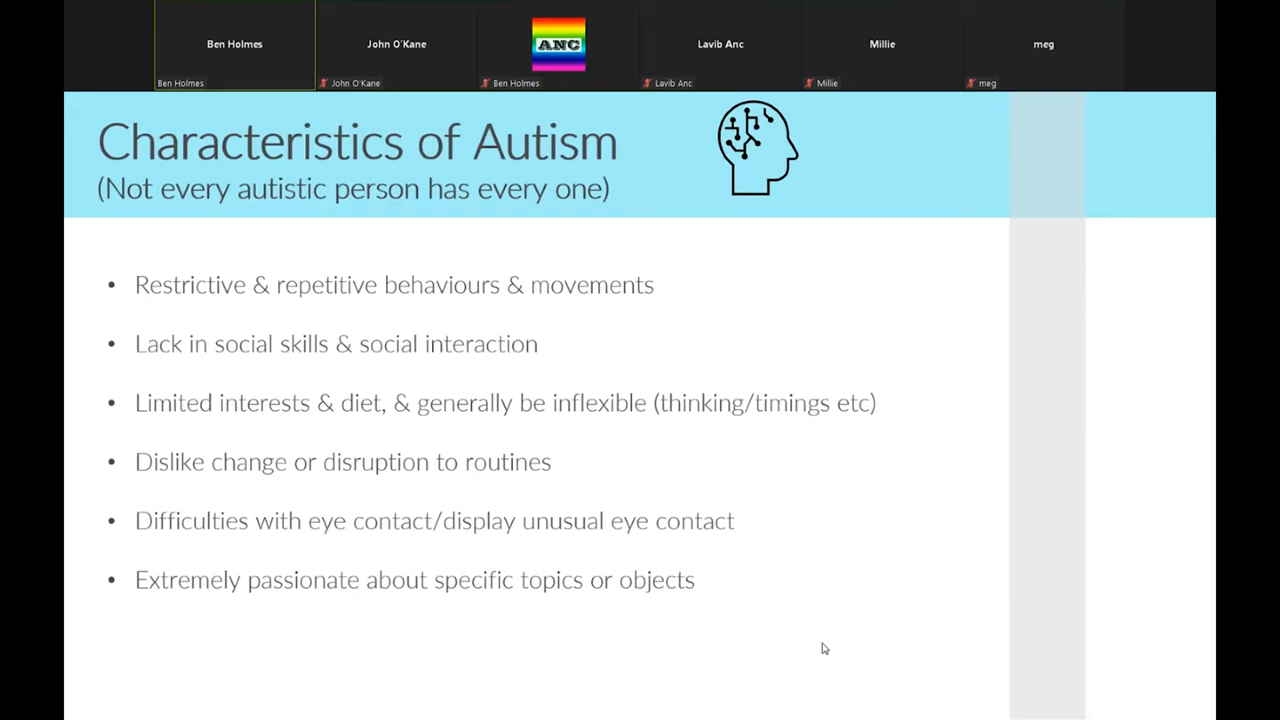 Ben Holmes
John O'Kane
ANC
Lavib Anc
Millie
meg
Ben Holmes
John O'Kane
Ben Holmes
Lavib Anc
Millie
meg
Characteristics of Autism
(Not every autistic person has every one)
• Restrictive & repetitive behaviours & movements
• Lack in social skills & social interaction
• Limited interests & diet, & generally be inflexible (thinking/timings etc)
• Dislike change or disruption to routines
• Difficulties with eye contact/display unusual eye contact
• Extremely passionate about specific topics or objects